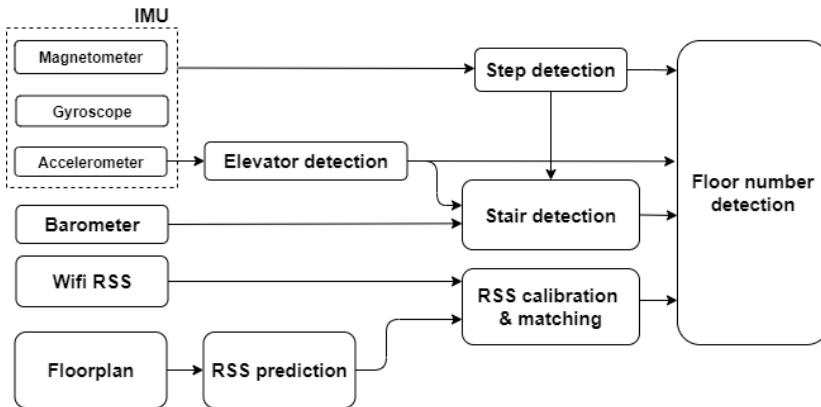 IMU
Magnetometer
Gyroscope
Accelerometer
Barometer
Wifi RSS
Floorplan
Elevator detection
RSS prediction
Step detection
Stair detection
RSS calibration
& matching
Floor number
detection